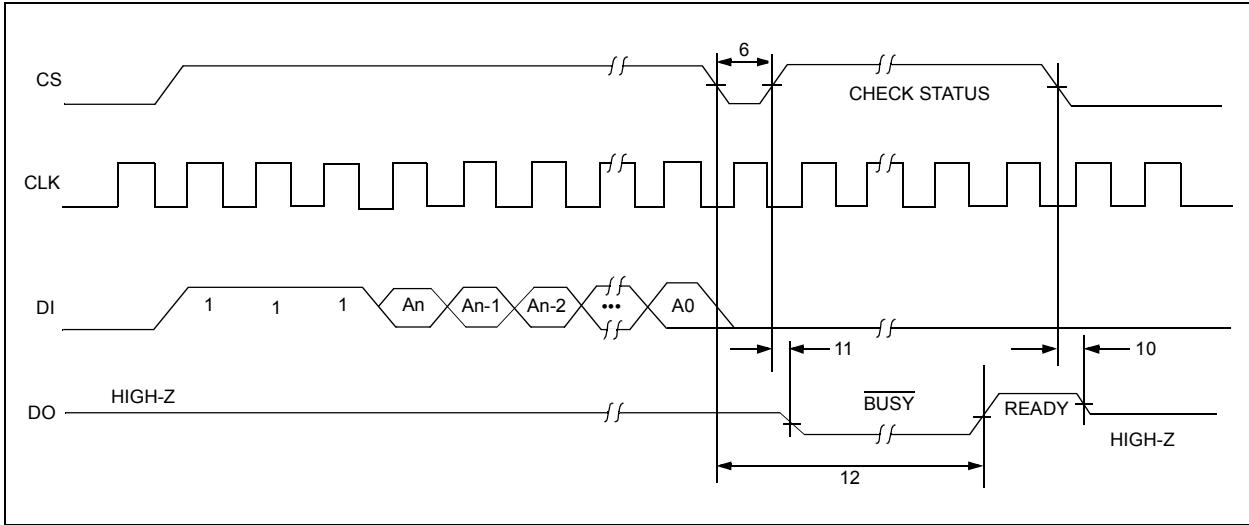 6
CS
CHECK STATUS
CLK
DI
1 1 1 An An-1 An-2 ••• A0
11
10
HIGH-Z
DO
BUSY
READY
HIGH-Z
12